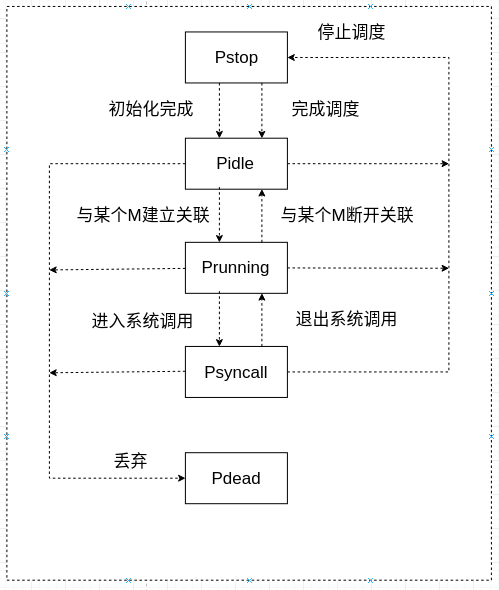 停止调度
Pstop
初始化完成
完成调度
Pidle
与某个M建立关联
与某个M断开关联
Prunning
进入系统调用
退出系统调用
Psyncall
丢弃
Pdead